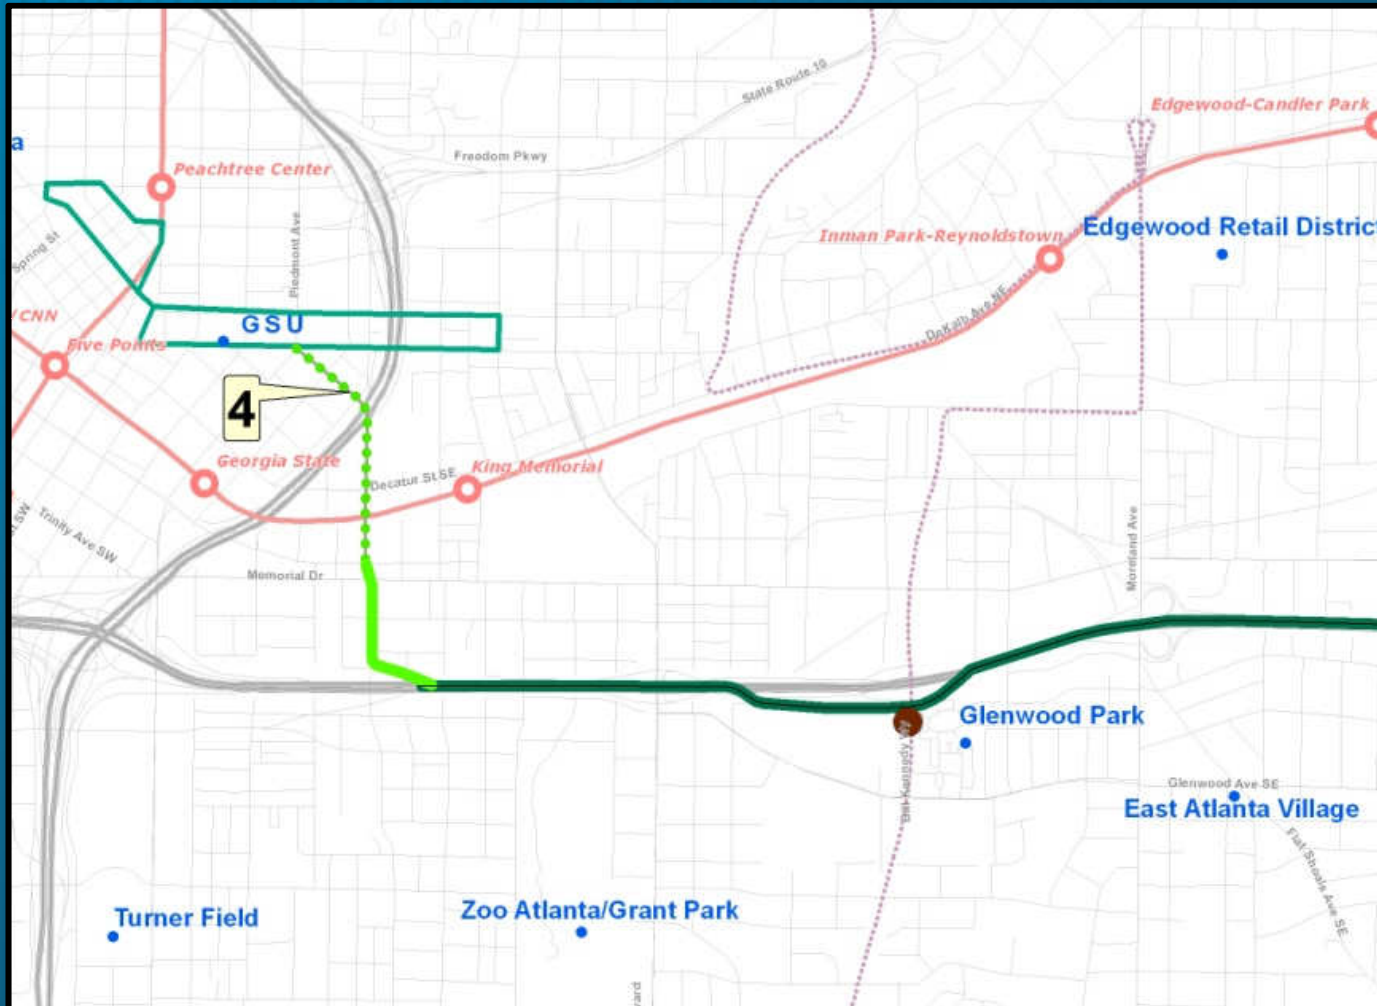 State Route 10
Edgewood-Candler Park
a
Freedom Pkwy
Peachtree Center
Piedmont Ave
Spring St
Inman Park-Reynoldstown
Edgewood Retail District
/CNN
GSU
Five Points
DeKalb Ave NE
4
Georgia State
Decatur St SE
King Memorial
SW
Trinity Ave SW
Moreland Ave
Memorial Dr
Glenwood Park
Bill Kennedy
Glenwood Ave SE
East Atlanta Village
Flat Shoals Ave SE
Turner Field
Zoo Atlanta/Grant Park
ard